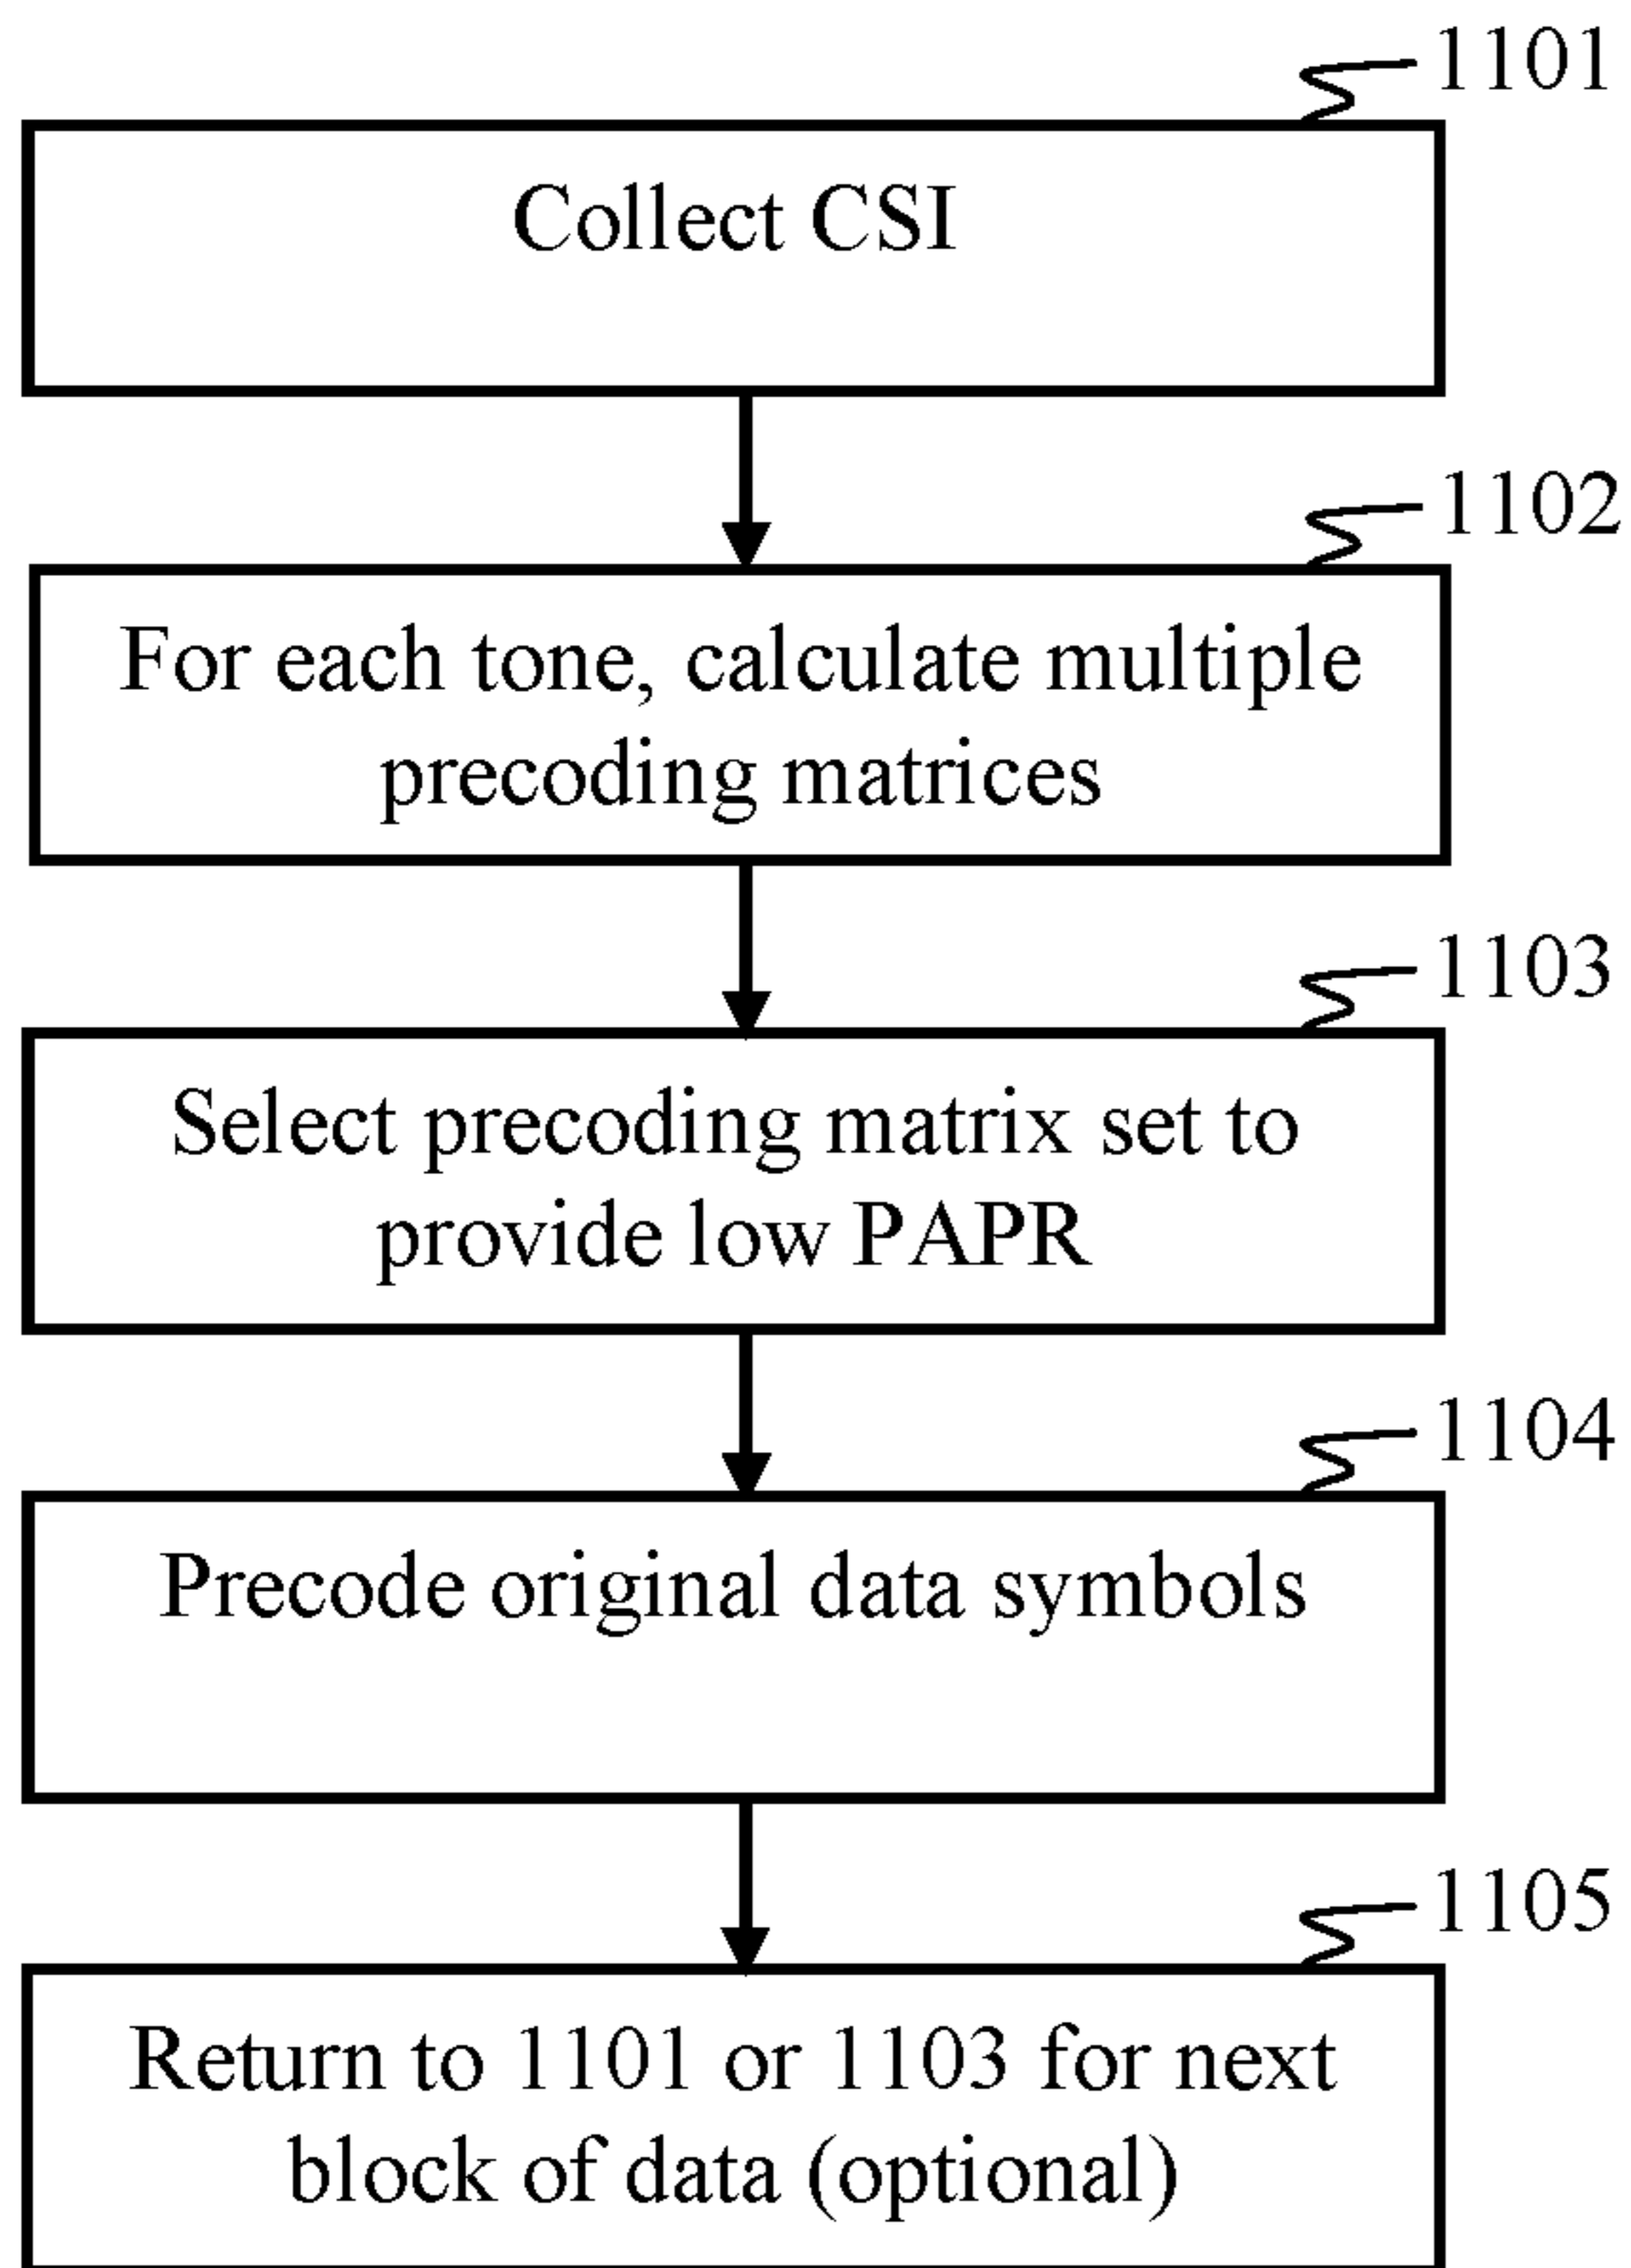 1101
Collect CSI
1102
For each tone, calculate multiple
precoding matrices
1103
Select precoding matrix set to
provide low PAPR
1104
Precode original data symbols
1105
Return to 1101 or 1103 for next
block of data (optional)